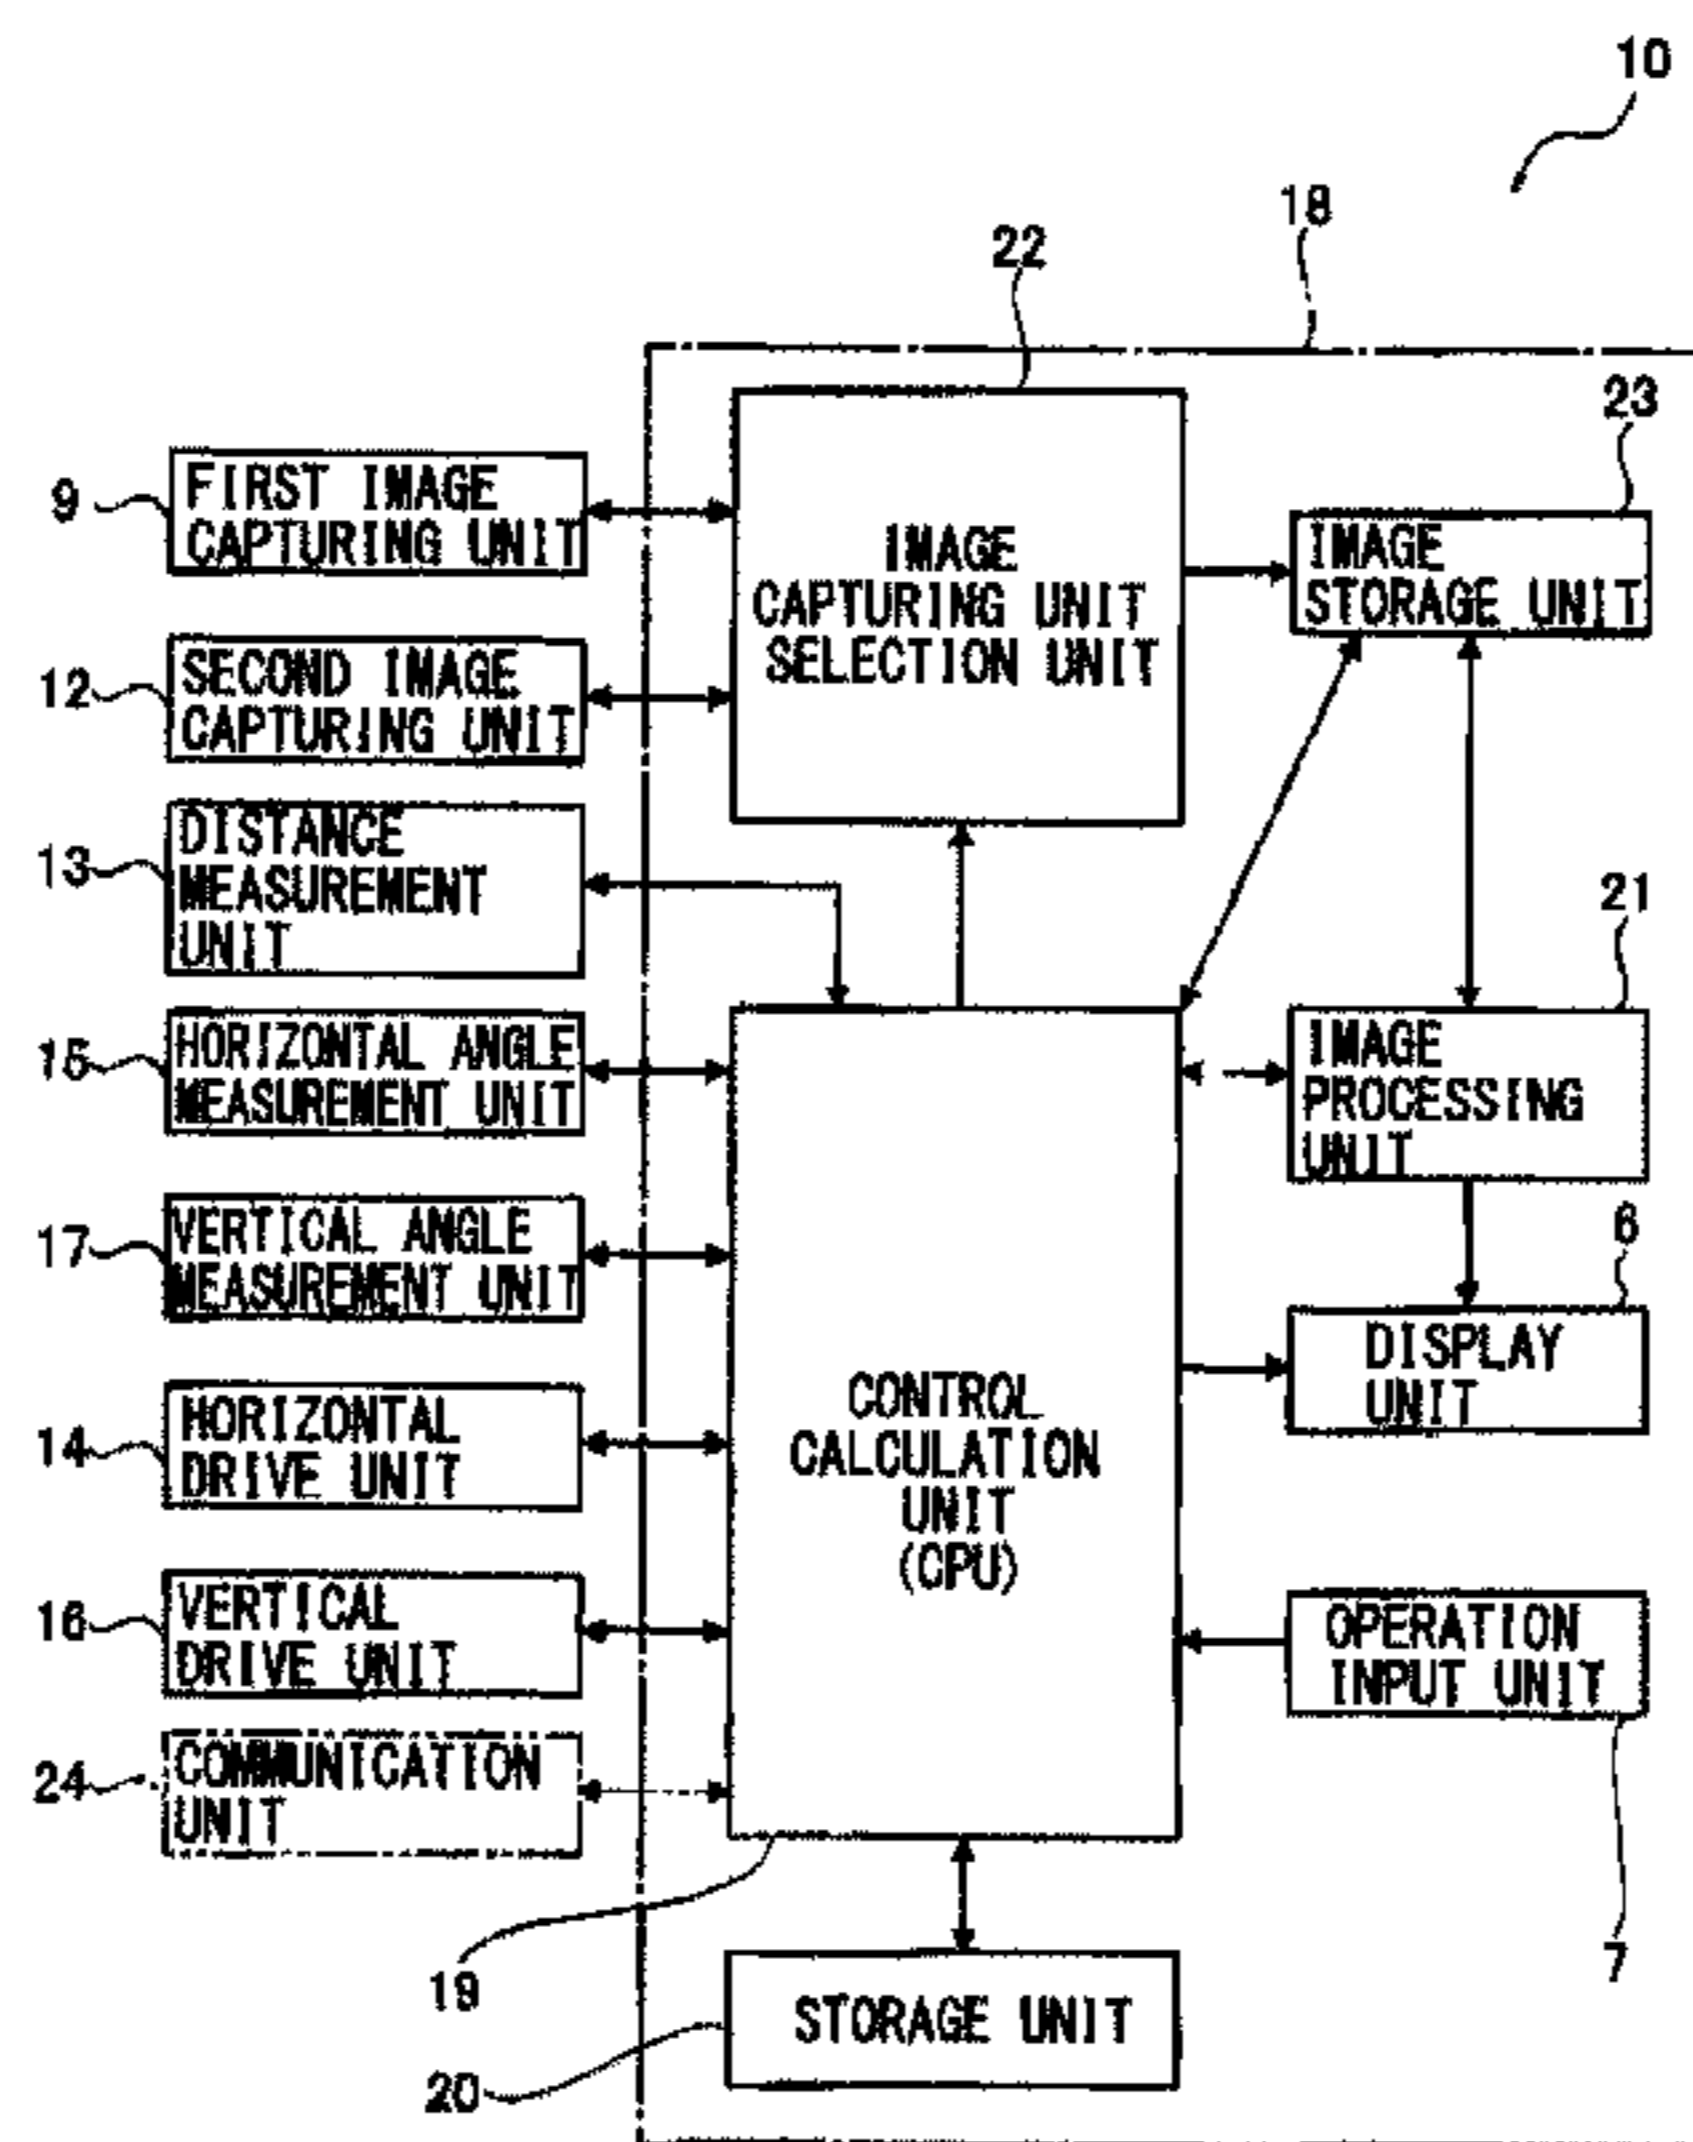 10
18
22
23
9
FIRST IMAGE
CAPTURING UNIT
IMAGE
CAPTURING UNIT
SELECTION UNIT
IMAGE
STORAGE UNIT
12
SECOND IMAGE
CAPTURING UNIT
13
DISTANCE
MEASUREMENT
UNIT
21
15
HORIZONTAL ANGLE
MEASUREMENT UNIT
IMAGE
PROCESSING
UNIT
17
VERTICAL ANGLE
MEASUREMENT UNIT
6
DISPLAY
UNIT
14
HORIZONTAL
DRIVE UNIT
CONTROL
CALCULATION
UNIT
(CPU)
16
VERTICAL
DRIVE UNIT
OPERATION
INPUT UNIT
24
COMMUNICATION
UNIT
7
19
STORAGE UNIT
20